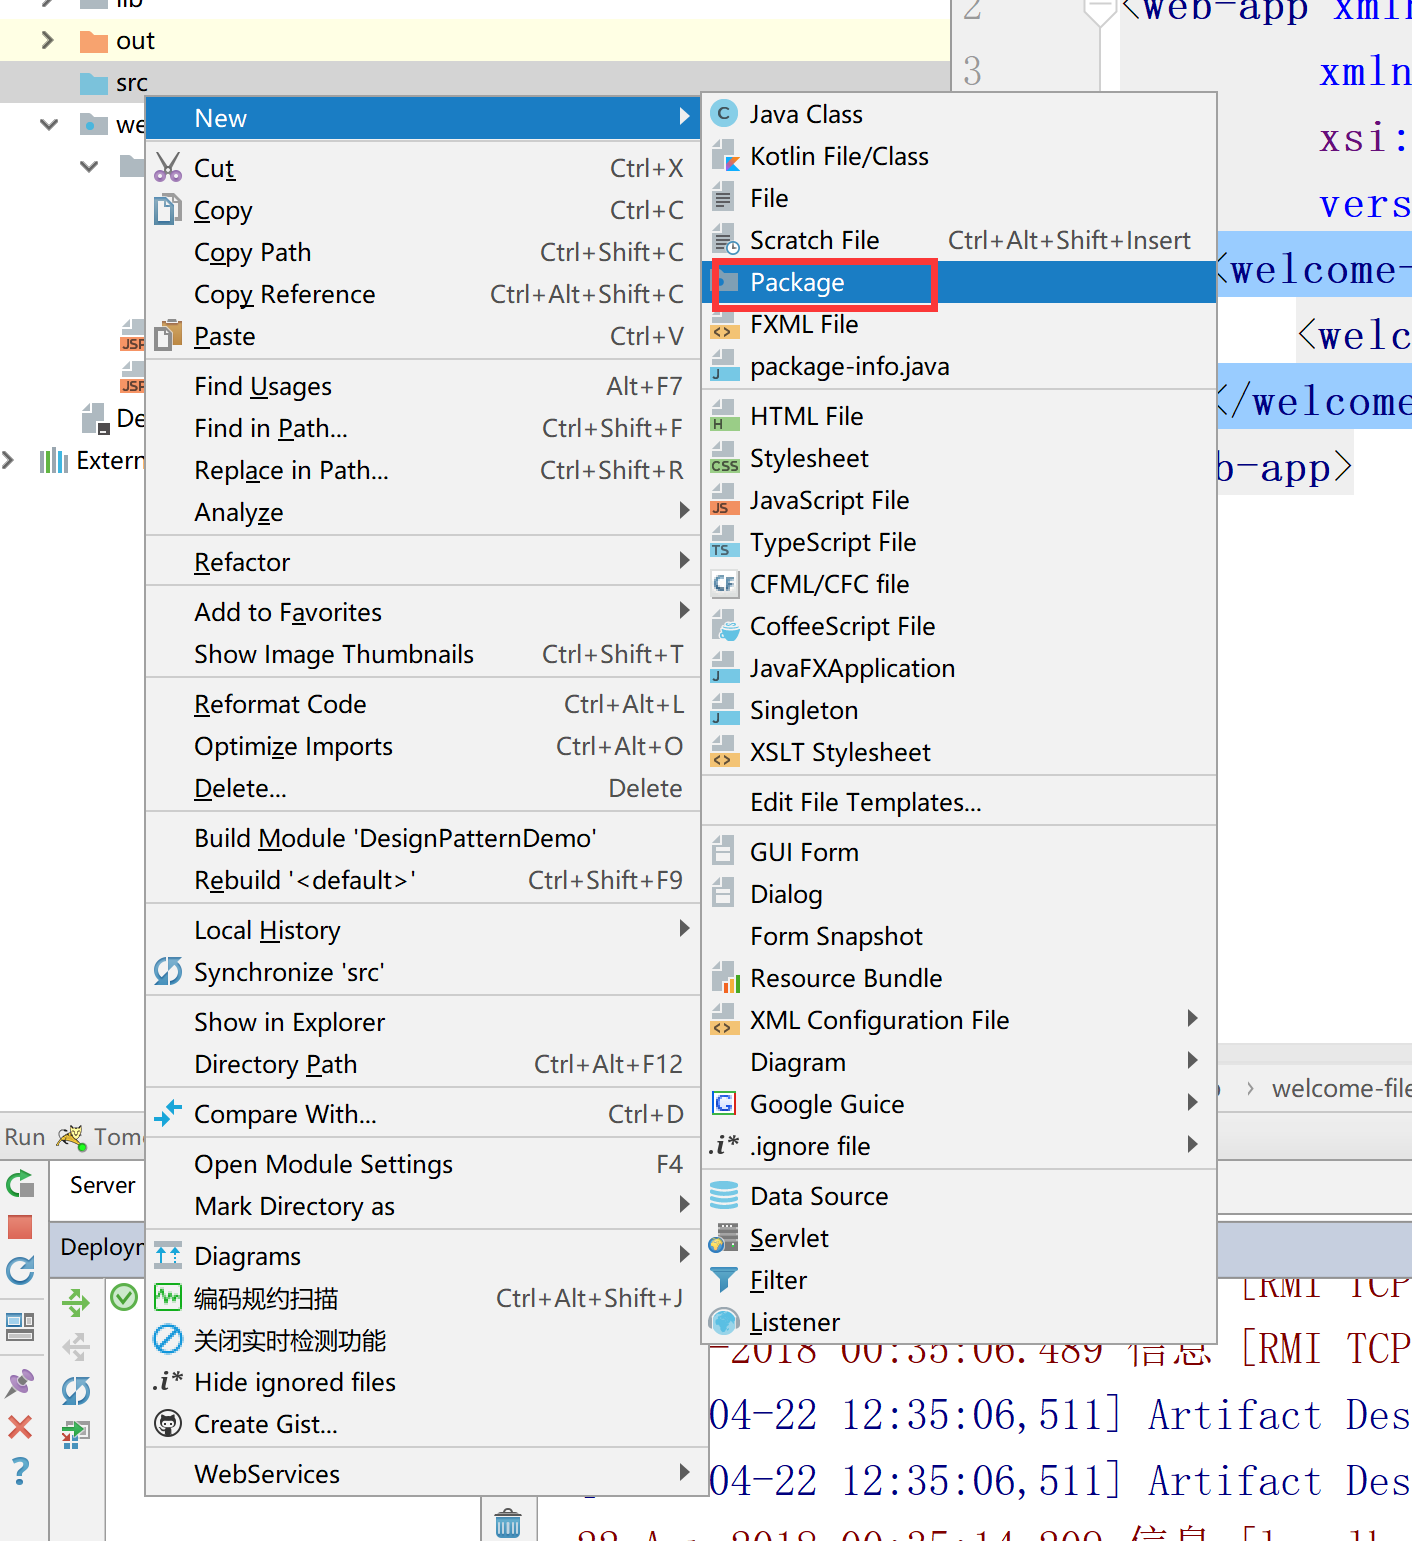 lib
out
src
New
Cut Ctrl+X
Copy Ctrl+C
Copy Path Ctrl+Shift+C
Copy Reference Ctrl+Alt+Shift+C
Paste Ctrl+V
Find Usages Alt+F7
Find in Path... Ctrl+Shift+F
Replace in Path... Ctrl+Shift+R
Analyze
Refactor
Add to Favorites
Show Image Thumbnails Ctrl+Shift+T
Reformat Code Ctrl+Alt+L
Optimize Imports Ctrl+Alt+O
Delete... Delete
Build Module 'DesignPatternDemo'
Rebuild '<default>' Ctrl+Shift+F9
Local History
Synchronize 'src'
Show in Explorer
Directory Path Ctrl+Alt+F12
Compare With... Ctrl+D
Open Module Settings F4
Mark Directory as
Diagrams
编码规约扫描 Ctrl+Alt+Shift+J
关闭实时检测功能
.i* Hide ignored files
Create Gist...
WebServices
C Java Class
Kotlin File/Class
File
Scratch File Ctrl+Alt+Shift+Insert
Package
FXML File
J package-info.java
H HTML File
CSS Stylesheet
JS JavaScript File
TS TypeScript File
CF CFML/CFC file
CoffeeScript File
J JavaFXApplication
J Singleton
<> XSLT Stylesheet
Edit File Templates...
GUI Form
Dialog
Form Snapshot
Resource Bundle
<> XML Configuration File
Diagram
G Google Guice
.i* .ignore file
Data Source
Servlet
Filter
Listener
we
JSP
JSP
De
Extern
2 <web-app xmln
3 xmln
xsi:
vers
<welcome-
<welc
</welcome
b-app>
› welcome-file
Run Tom
Server
Deployn
[RMI TCP
-2018 00:35:06.489 信息 [RMI TCP
04-22 12:35:06,511] Artifact Des
04-22 12:35:06,511] Artifact Des